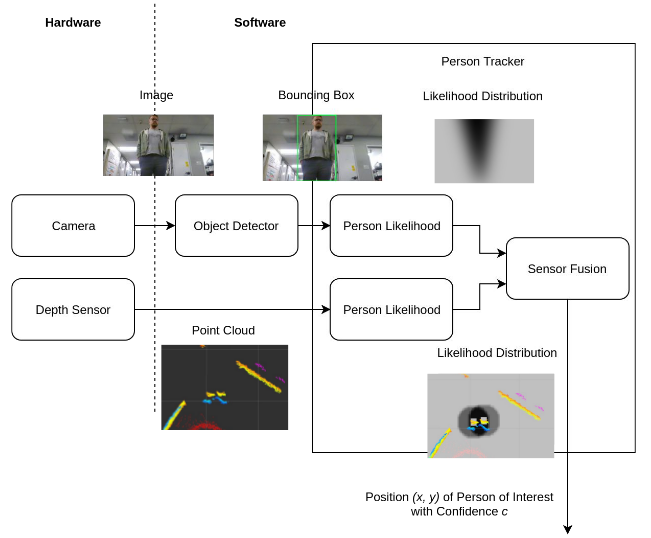 Hardware
Software
Person Tracker
Image
Bounding Box
Likelihood Distribution
Camera
Object Detector
Person Likelihood
Sensor Fusion
Depth Sensor
Person Likelihood
Point Cloud
Likelihood Distribution
Position (x, y) of Person of Interest
with Confidence c